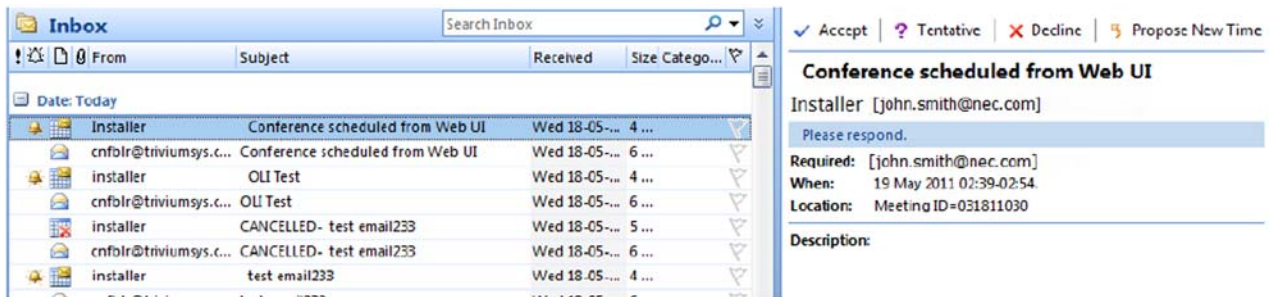 Inbox
Search Inbox
From Subject Received Size Catego...
Date: Today
Installer Conference scheduled from Web UI Wed 18-05-... 4 ...
cnfblr@triviumsys.c... Conference scheduled from Web UI Wed 18-05-... 6 ...
installer OLI Test Wed 18-05-... 4 ...
cnfblr@triviumsys.c... OLI Test Wed 18-05-... 6 ...
installer CANCELLED- test email233 Wed 18-05-... 5 ...
cnfblr@triviumsys.c... CANCELLED- test email233 Wed 18-05-... 6 ...
installer test email233 Wed 18-05-... 4 ...
Accept Tentative Decline Propose New Time
Conference scheduled from Web UI
Installer [john.smith@nec.com]
Please respond.
Required: [john.smith@nec.com]
When: 19 May 2011 02:39-02:54.
Location: Meeting ID=031811030
Description: